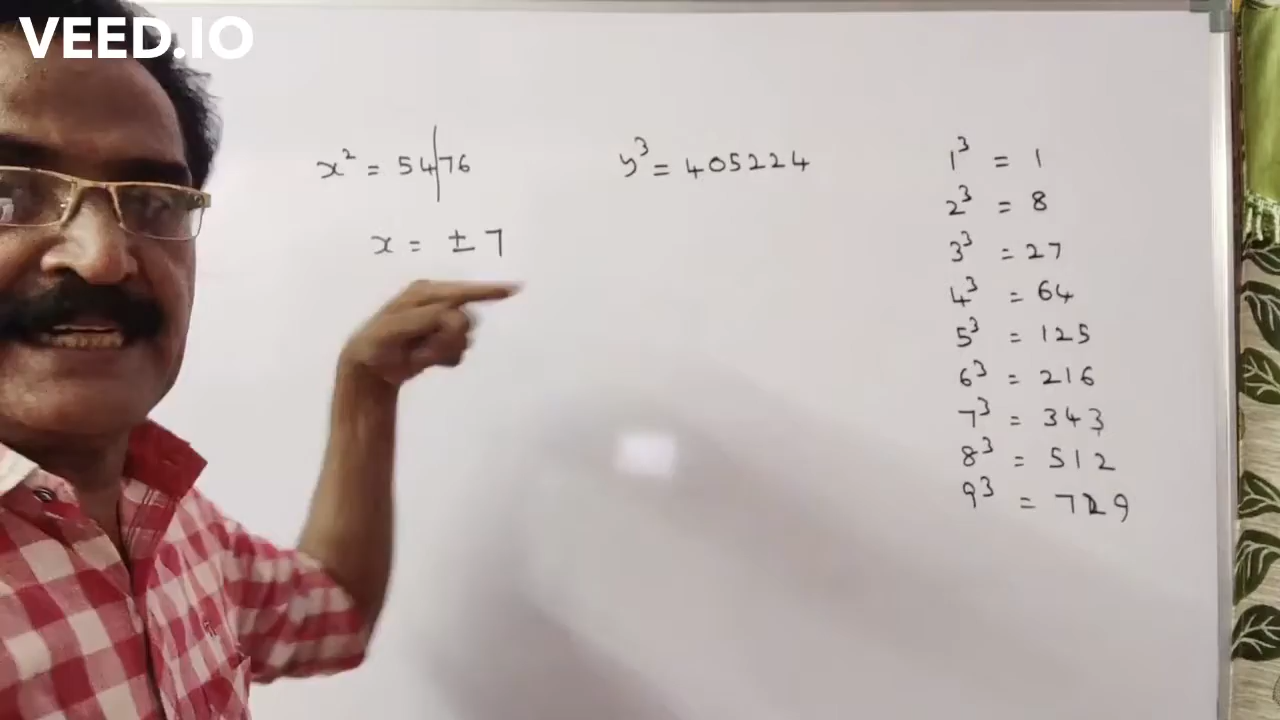 VEED.IO
x² = 54|76
x = ± 7
y³ = 405224
1³ = 1
2³ = 8
3³ = 27
4³ = 64
5³ = 125
6³ = 216
7³ = 343
8³ = 512
9³ = 729